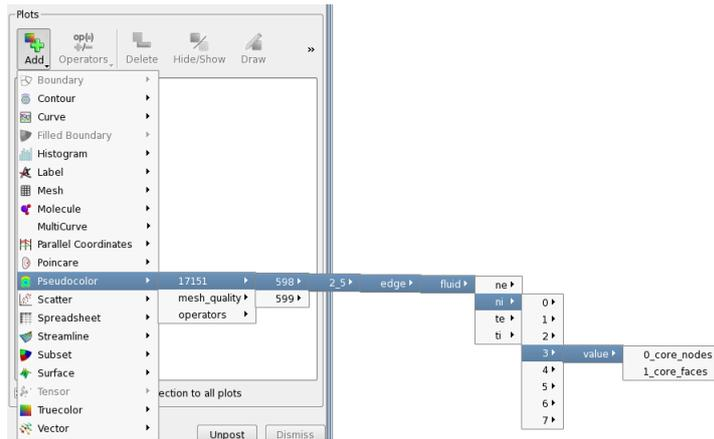 Plots
Add
Operators
Delete
Hide/Show
Draw
»
Boundary
Contour
Curve
Filled Boundary
Histogram
Label
Mesh
Molecule
MultiCurve
Parallel Coordinates
Poincare
Pseudocolor
17151
598
2_5
edge
fluid
ne
Scatter
mesh_quality
599
ni
0
Spreadsheet
operators
te
1
Streamline
ti
2
Subset
3
value
0_core_nodes
Surface
4
1_core_faces
Tensor
ection to all plots
5
Truecolor
6
Vector
7
Unpost
Dismiss